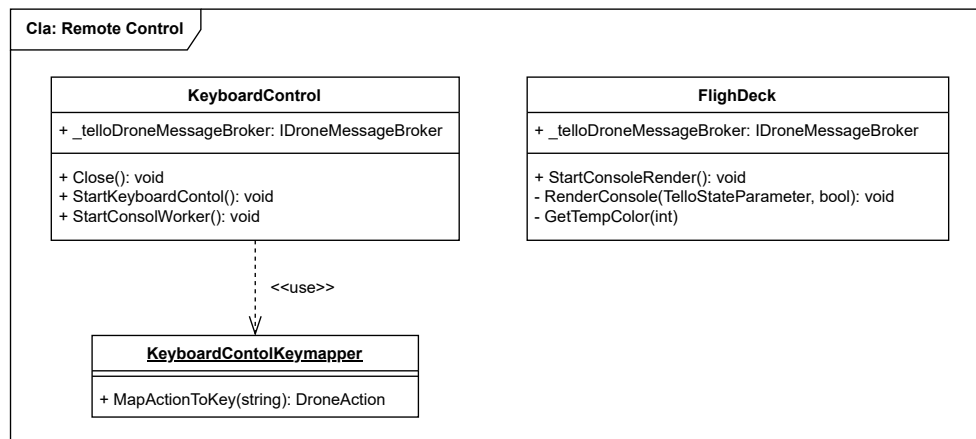 Cla: Remote Control
KeyboardControl
+ _telloDroneMessageBroker: IDroneMessageBroker
+ Close(): void
+ StartKeyboardContol(): void
+ StartConsolWorker(): void
FlighDeck
+ _telloDroneMessageBroker: IDroneMessageBroker
+ StartConsoleRender(): void
- RenderConsole(TelloStateParameter, bool): void
- GetTempColor(int)
<<use>>
KeyboardContolKeymapper
+ MapActionToKey(string): DroneAction